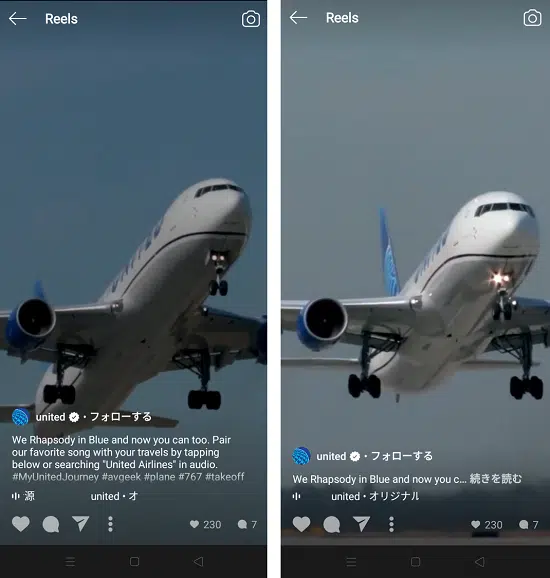 Reels
united・フォローする
We Rhapsody in Blue and now you can too. Pair
our favorite song with your travels by tapping
below or searching "United Airlines" in audio.
#MyUnitedJourney #avgeek #plane #767 #takeoff
源 united・オ
230 7
Reels
united・フォローする
We Rhapsody in Blue and now you c... 続きを読む
united・オリジナル
230 7